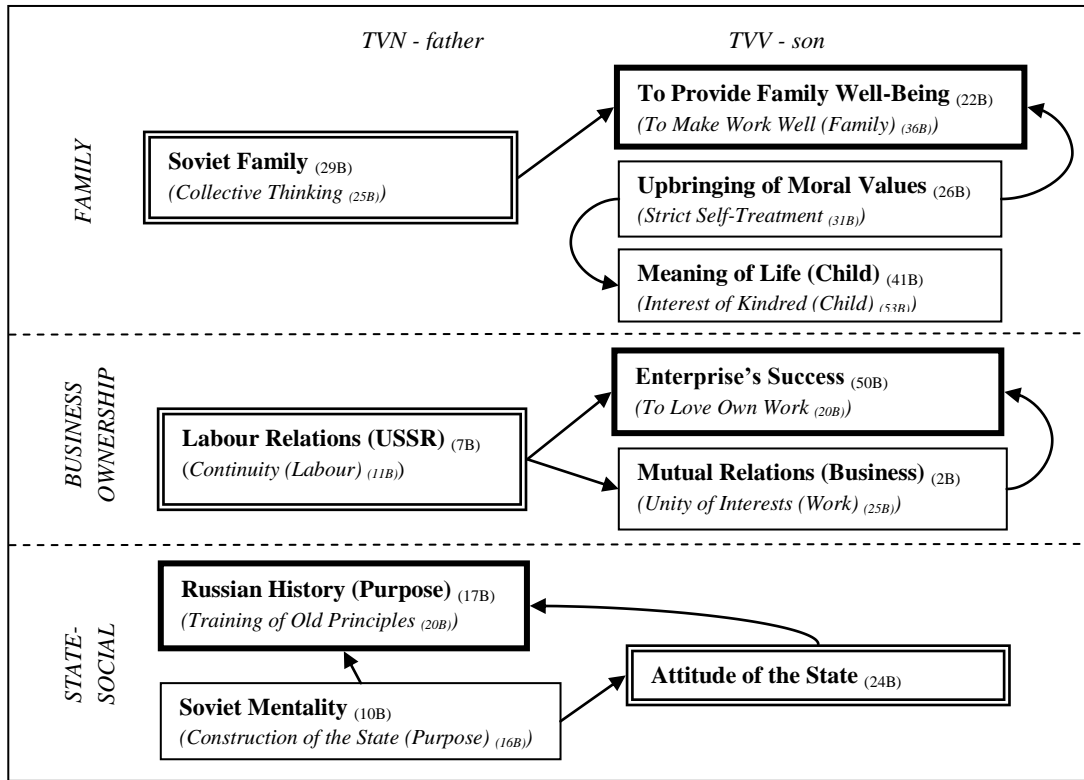 TVN - father
TVV - son
FAMILY
Soviet Family (29B)
(Collective Thinking (25B))
To Provide Family Well-Being (22B)
(To Make Work Well (Family) (36B))
Upbringing of Moral Values (26B)
(Strict Self-Treatment (31B))
Meaning of Life (Child) (41B)
(Interest of Kindred (Child) (53B))
BUSINESS
OWNERSHIP
Labour Relations (USSR) (7B)
(Continuity (Labour) (11B))
Enterprise's Success (50B)
(To Love Own Work (20B))
Mutual Relations (Business) (2B)
(Unity of Interests (Work) (25B))
STATE-
SOCIAL
Russian History (Purpose) (17B)
(Training of Old Principles (20B))
Soviet Mentality (10B)
(Construction of the State (Purpose) (16B))
Attitude of the State (24B)